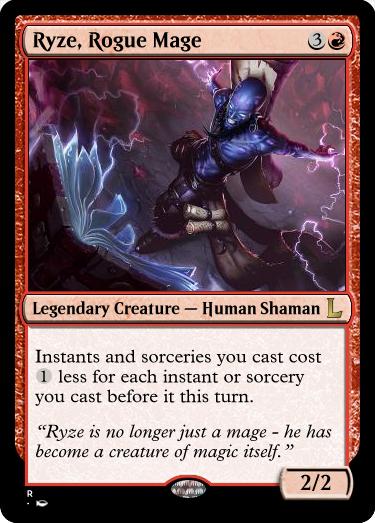 Ryze, Rogue Mage 3
Legendary Creature — Human Shaman L
Instants and sorceries you cast cost
1 less for each instant or sorcery
you cast before it this turn.
“Ryze is no longer just a mage - he has
become a creature of magic itself.”
2/2
R